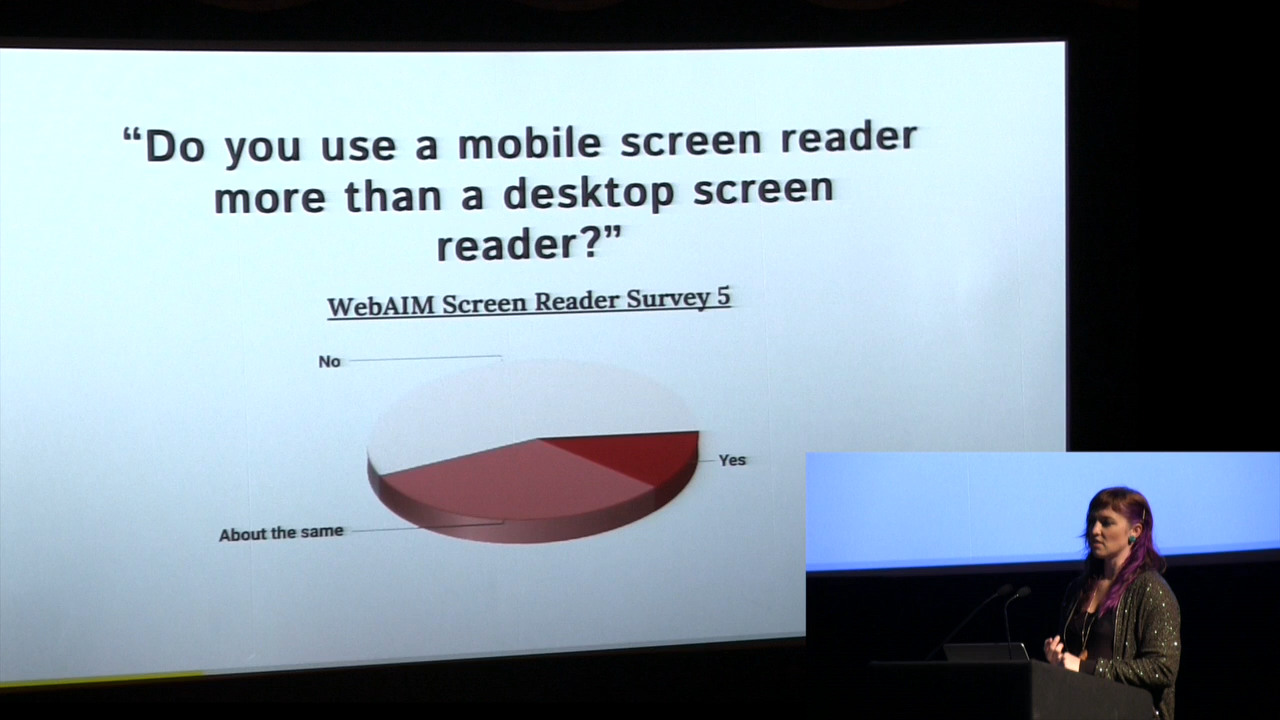 “Do you use a mobile screen reader
more than a desktop screen
reader?”
WebAIM Screen Reader Survey 5
No
Yes
About the same